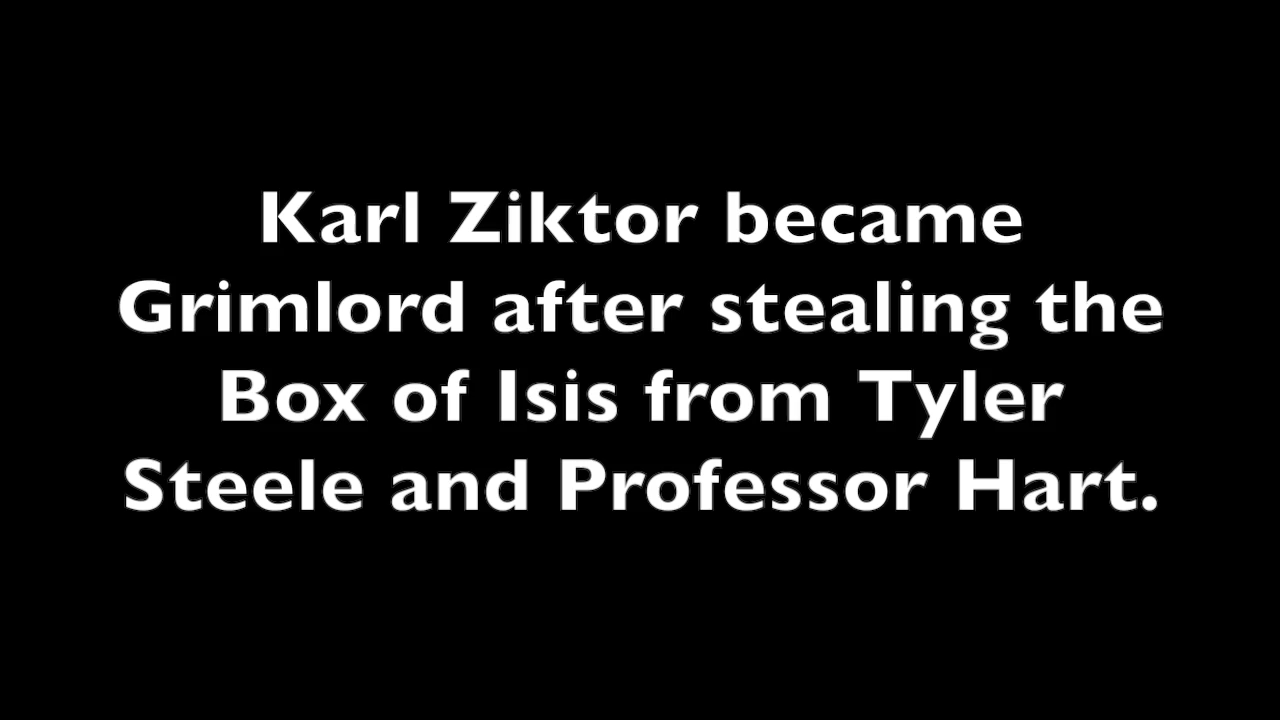 Karl Ziktor became
Grimlord after stealing the
Box of Isis from Tyler
Steele and Professor Hart.